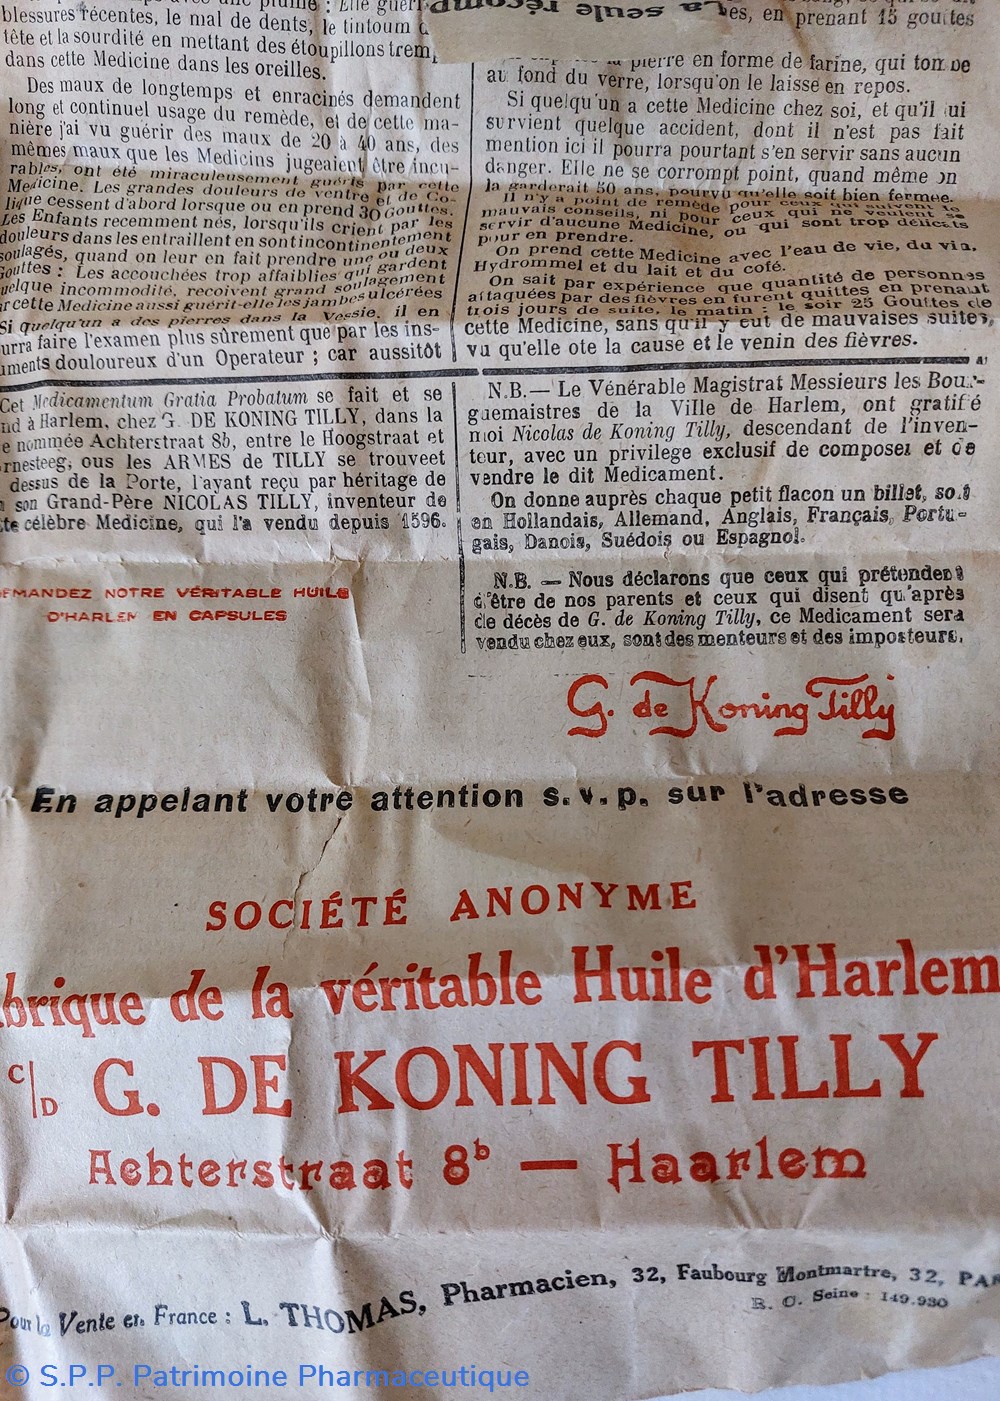 blessures récentes, le mal de dents, le tintoum
tête et la sourdité en mettant des étoupillons
dans cette Medicine dans les oreilles.
Des maux de longtemps et enracinés demandent
long et continuel usage du remède, et de cette ma-
nière j'ai vu guérir des maux de 20 à 40 ans, des
mêmes maux que les Medicins jugeaient être incu-
rables, ont été miraculeusement guéris par cette
Medicine. Les grandes douleurs de ventre et de Co-
lique cessent d'abord lorsque ou en prend 30 Gouttes.
Les Enfants recemment nés, lorsqu'ils crient par les
douleurs dans les entraillent en sont incontinentement
soulagés, quand on leur en fait prendre une ou deux
Gouttes : Les accouchées trop affaiblies qui gardent
quelque incommodité, recoivent grand soulagement
cette Medicine aussi guérit-elle les jambes ulcérées
Si quelqu'un a des pierres dans la Vessie, il en
faire l'examen plus sûrement que par les ins-
douloureux d'un Operateur ; car aussitôt
La seule
en prenant 15 gouttes
pierre en forme de farine, qui tombe
au fond du verre, lorsqu'on le laisse en repos.
Si quelqu'un a cette Medicine chez soi, et qu'il lui
survient quelque accident, dont il n'est pas fait
mention ici il pourra pourtant s'en servir sans aucun
danger. Elle ne se corrompt point, quand même on
la garderait 50 ans, pourvu qu'elle soit bien fermée.
Il n'y a point de remède pour ceux qui suivent de
mauvais conseils, ni pour ceux qui ne veulent se
servir d'aucune Medicine, ou qui sont trop délicats
pour en prendre.
On prend cette Medicine avec l'eau de vie, du vin,
Hydrommel et du lait et du cofé.
On sait par expérience que quantité de personnes
attaquées par des fièvres en furent quittes en prenant
trois jours de suite, le matin : le soir 25 Gouttes de
cette Medicine, sans qu'il y eut de mauvaises suites,
vu qu'elle ote la cause et le venin des fièvres.
Cet Medicamentum Gratia Probatum se fait et se
à Harlem, chez G. DE KONING TILLY, dans la
nommée Achterstraat 8b, entre le Hoogstraat et
ous les ARMES de TILLY se trouveet
dessus de la Porte, l'ayant reçu par héritage de
son Grand-Père NICOLAS TILLY, inventeur de
célèbre Medicine, qui l'a vendu depuis 1596.
DEMANDEZ NOTRE VÉRITABLE HUILE
D'HARLEM EN CAPSULES
N.B.— Le Vénérable Magistrat Messieurs les Bour-
guemaistres de la Ville de Harlem, ont gratifié
moi Nicolas de Koning Tilly, descendant de l'inven-
teur, avec un privilege exclusif de composer et de
vendre le dit Medicament.
On donne auprès chaque petit flacon un billet, soit
en Hollandais, Allemand, Anglais, Français, Portu-
gais, Danois, Suédois ou Espagnol.
N.B. — Nous déclarons que ceux qui prétendent
d'être de nos parents et ceux qui disent qu'après
de décès de G. de Koning Tilly, ce Medicament sera
vendu chez eux, sont des menteurs et des imposteurs.
G. de Koning Tilly
En appelant votre attention s.v.p. sur l'adresse
SOCIÉTÉ ANONYME
brique de la véritable Huile d'Harlem
C/D G. DE KONING TILLY
Achterstraat 8b — Haarlem
Pour la Vente en France : L. THOMAS, Pharmacien, 32, Faubourg Montmartre, 32, PAR
R. C. Seine : 149.930
© S.P.P. Patrimoine Pharmaceutique